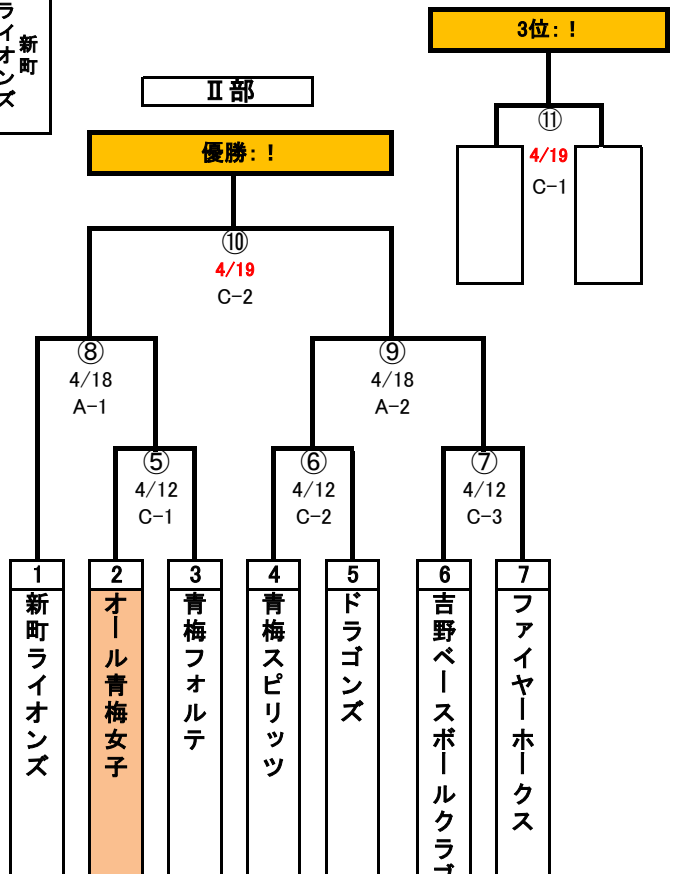 新町
ライオンズ
3位：！
⑪
4/19
C-1
Ⅱ部
優勝：！
⑩
4/19
C-2
⑧
4/18
A-1
⑨
4/18
A-2
⑤
4/12
C-1
⑥
4/12
C-2
⑦
4/12
C-3
1
新町ライオンズ
2
オール青梅女子
3
青梅フォルテ
4
青梅スピリッツ
5
ドラゴンズ
6
吉野ベースボールクラブ
7
ファイヤーホークス